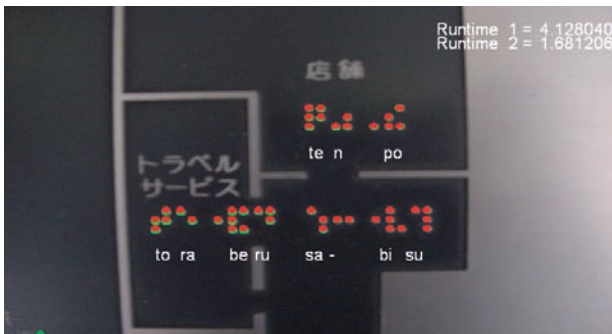 Runtime 1 = 4.128040
Runtime 2 = 1.681206
店舗
te n po
トラベル
サービス
to ra be ru sa - bi su